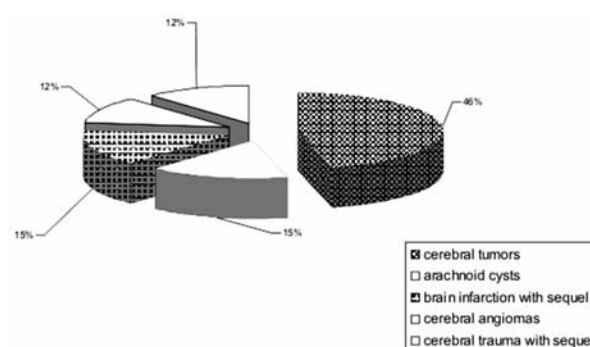 12%
12%
46%
15%
15%
cerebral tumors
arachnoid cysts
brain infarction with sequel
cerebral angiomas
cerebral trauma with seque